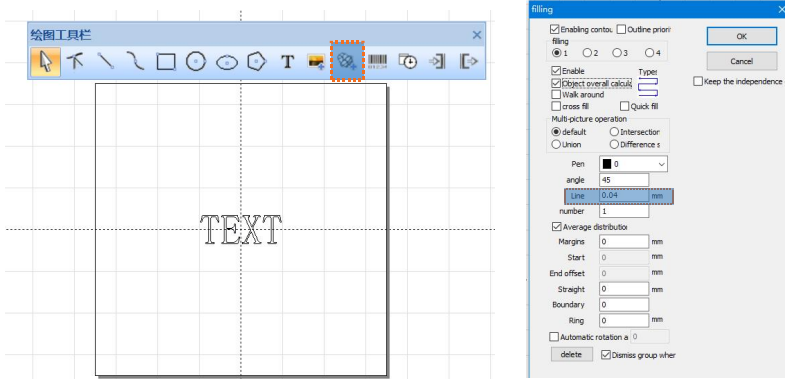 绘图工具栏
T
TEXT
filling
Enabling contou
Outline priorit
OK
filling
1
2
3
4
Cancel
Enable
Type:
Keep the independence
Object overall calcula
Walk around
cross fill
Quick fill
Multi-picture operation
default
Intersection
Union
Difference s
Pen
0
angle
45
Line
0.04
mm
number
1
Average distribution
Margins
0
mm
Start
0
mm
End offset
0
mm
Straight
0
mm
Boundary
0
Ring
0
mm
Automatic rotation a
0
delete
Dismiss group wher